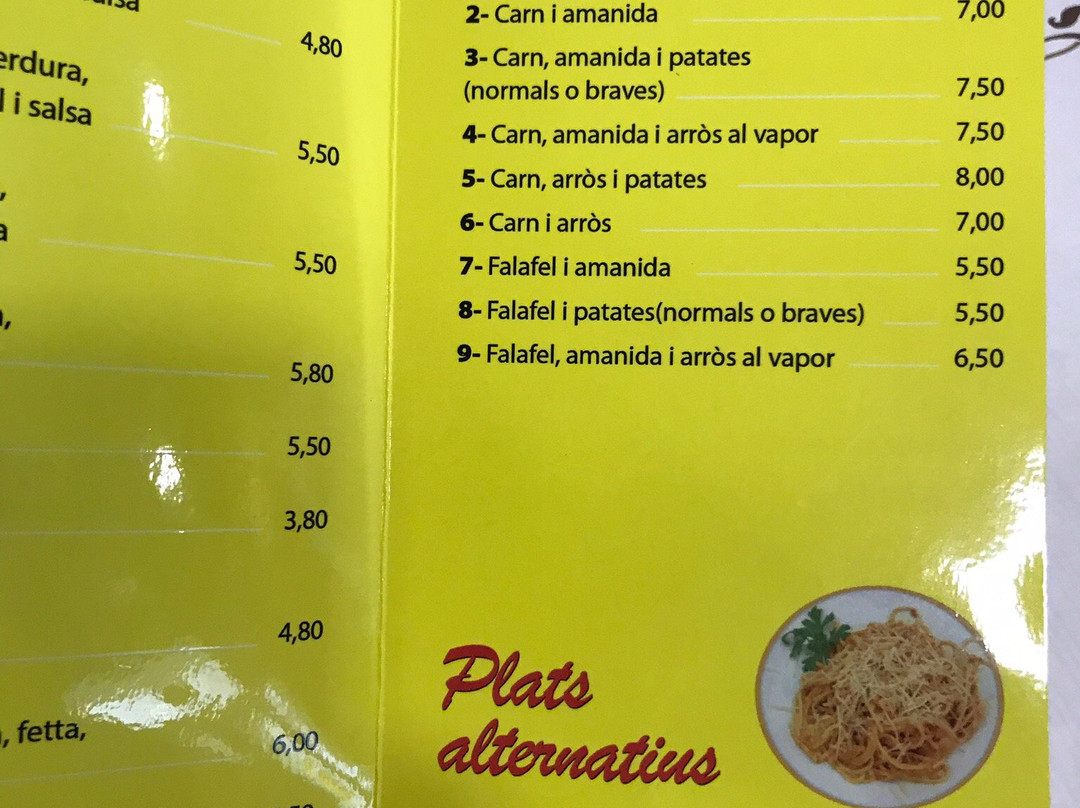 salsa
4,80
verdura,
l i salsa
5,50
a
5,50
5,80
5,50
3,80
4,80
, fetta,
6,00
2- Carn i amanida 7,00
3- Carn, amanida i patates
(normals o braves) 7,50
4- Carn, amanida i arròs al vapor 7,50
5- Carn, arròs i patates 8,00
6- Carn i arròs 7,00
7- Falafel i amanida 5,50
8- Falafel i patates(normals o braves) 5,50
9- Falafel, amanida i arròs al vapor 6,50
Plats
alternatius